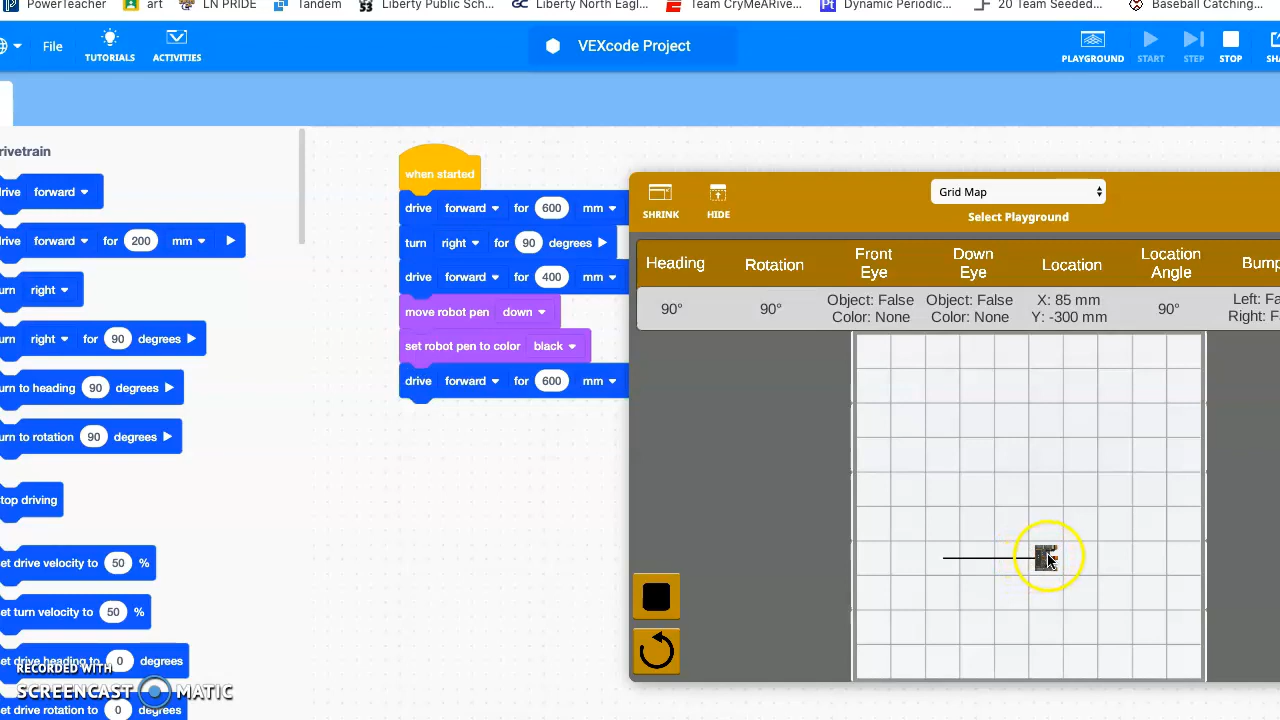 PowerTeacher art LN PRIDE Tandem Liberty Public Sch... Liberty North Eagl... Team CryMeARive... Dynamic Periodic... 20 Team Seeded... Baseball Catching...
File
TUTORIALS
ACTIVITIES
VEXcode Project
PLAYGROUND
START
STEP
STOP
SHA
rivetrain
rive forward
rive forward for 200 mm
urn right
urn right for 90 degrees
urn to heading 90 degrees
urn to rotation 90 degrees
top driving
et drive velocity to 50 %
et turn velocity to 50 %
et drive heading to 0 degrees
et drive rotation to 0 degrees
RECORDED WITH
SCREENCAST MATIC
when started
drive forward for 600 mm
turn right for 90 degrees
drive forward for 400 mm
move robot pen down
set robot pen to color black
drive forward for 600 mm
SHRINK
HIDE
Grid Map
Select Playground
Heading
Rotation
Front
Eye
Down
Eye
Location
Location
Angle
Bump
90°
90°
Object: False
Color: None
Object: False
Color: None
X: 85 mm
Y: -300 mm
90°
Left: Fa
Right: F